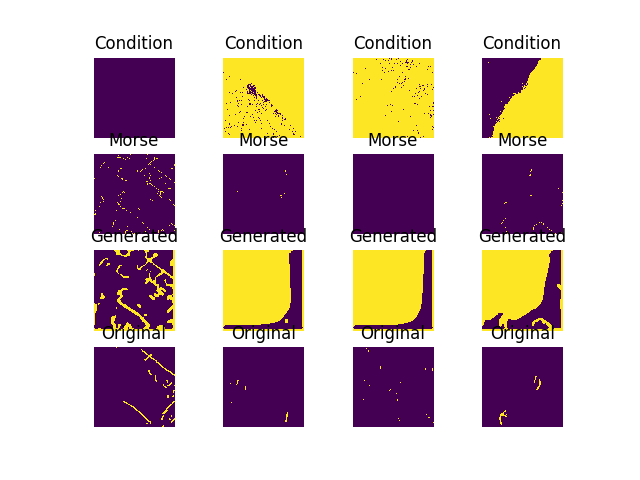 Condition Condition Condition Condition
Morse Morse Morse Morse
Generated Generated Generated Generated
Original Original Original Original